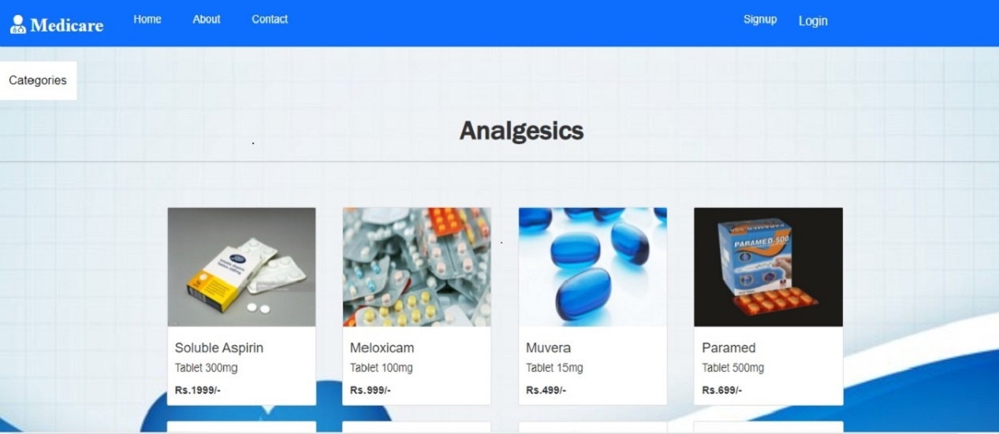 Medicare
Home
About
Contact
Signup
Login
Categories
Analgesics
PARAMED-500
Soluble Aspirin
Tablet 300mg
Rs.1999/-
Meloxicam
Tablet 100mg
Rs.999/-
Muvera
Tablet 15mg
Rs.499/-
Paramed
Tablet 500mg
Rs.699/-